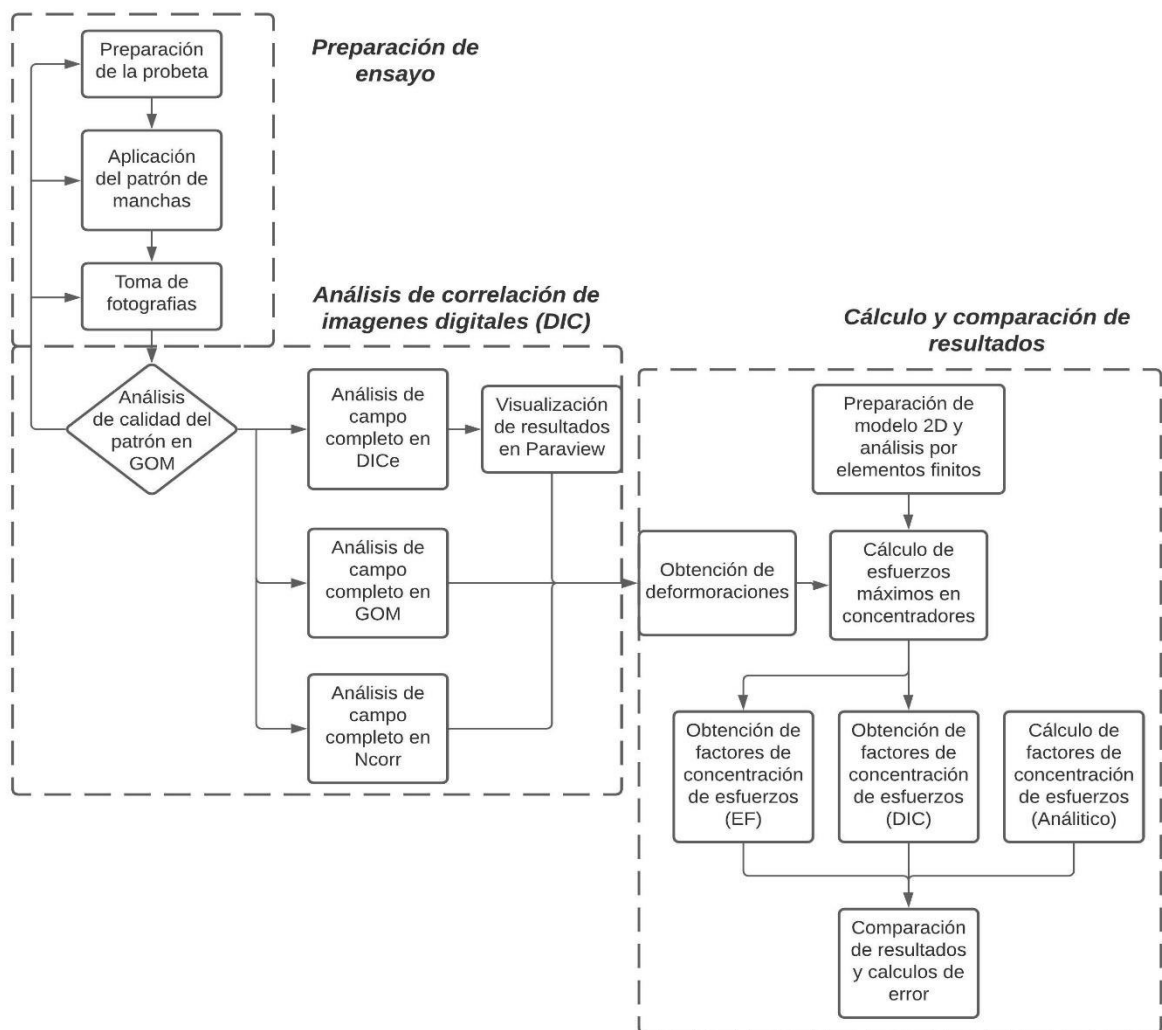 Preparación de
ensayo
Preparación
de la probeta
Aplicación
del patrón de
manchas
Toma de
fotografias
Análisis de correlación de
imagenes digitales (DIC)
Análisis
de calidad del
patrón en
GOM
Análisis de
campo
completo en
DICe
Visualización
de resultados
en Paraview
Análisis de
campo
completo en
GOM
Análisis de
campo
completo en
Ncorr
Cálculo y comparación de
resultados
Preparación de
modelo 2D y
análisis por
elementos finitos
Obtención de
deformoraciones
Cálculo de
esfuerzos
máximos en
concentradores
Obtención de
factores de
concentración
de esfuerzos
(EF)
Obtención de
factores de
concentración
de esfuerzos
(DIC)
Cálculo de
factores de
concentración
de esfuerzos
(Análitico)
Comparación
de resultados
y calculos de
error